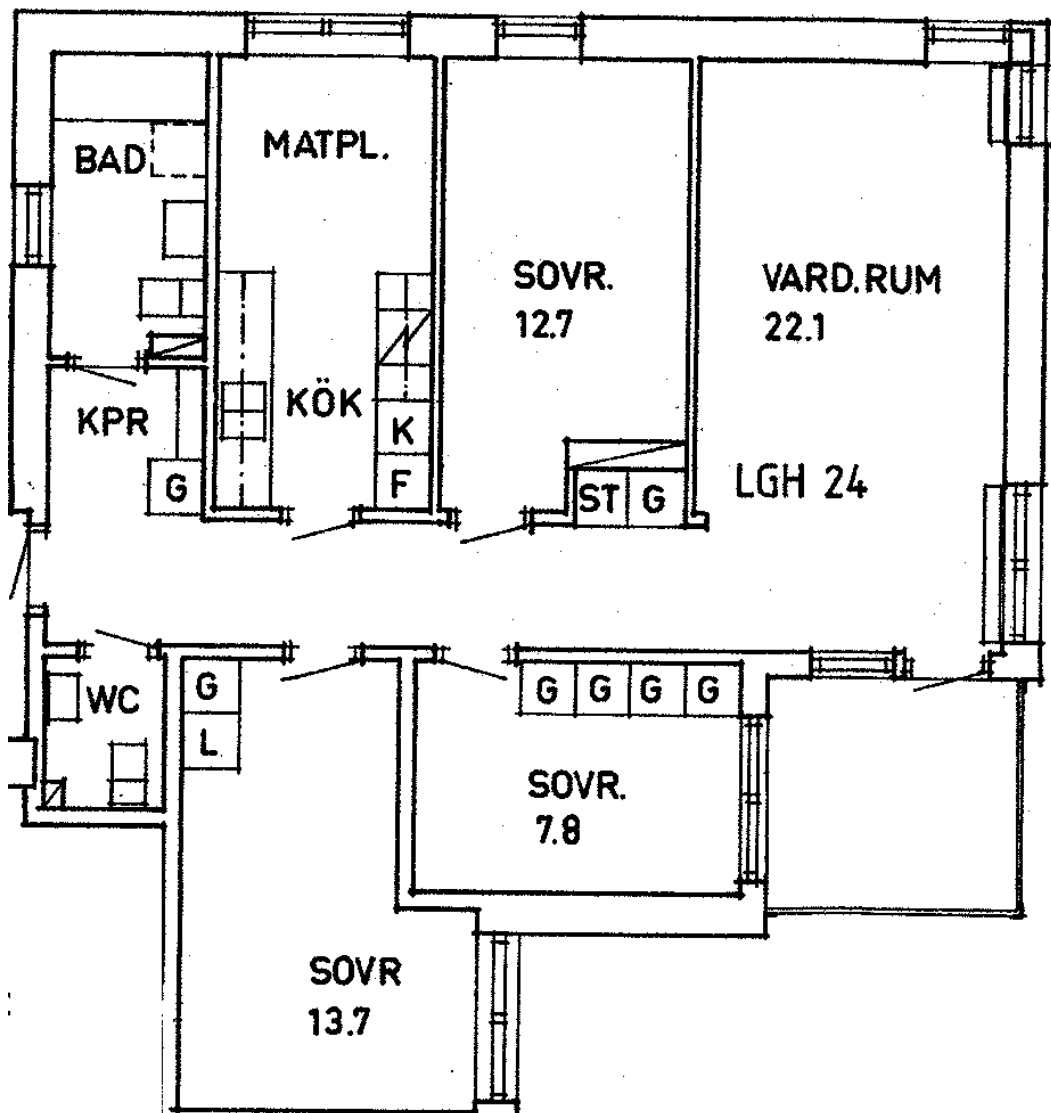 BAD
MATPL.
SOVR.
12.7
VARD.RUM
22.1
KPR
KÖK
K
F
G
ST
G
LGH 24
WC
G
L
G
G
G
G
SOVR.
7.8
SOVR
13.7